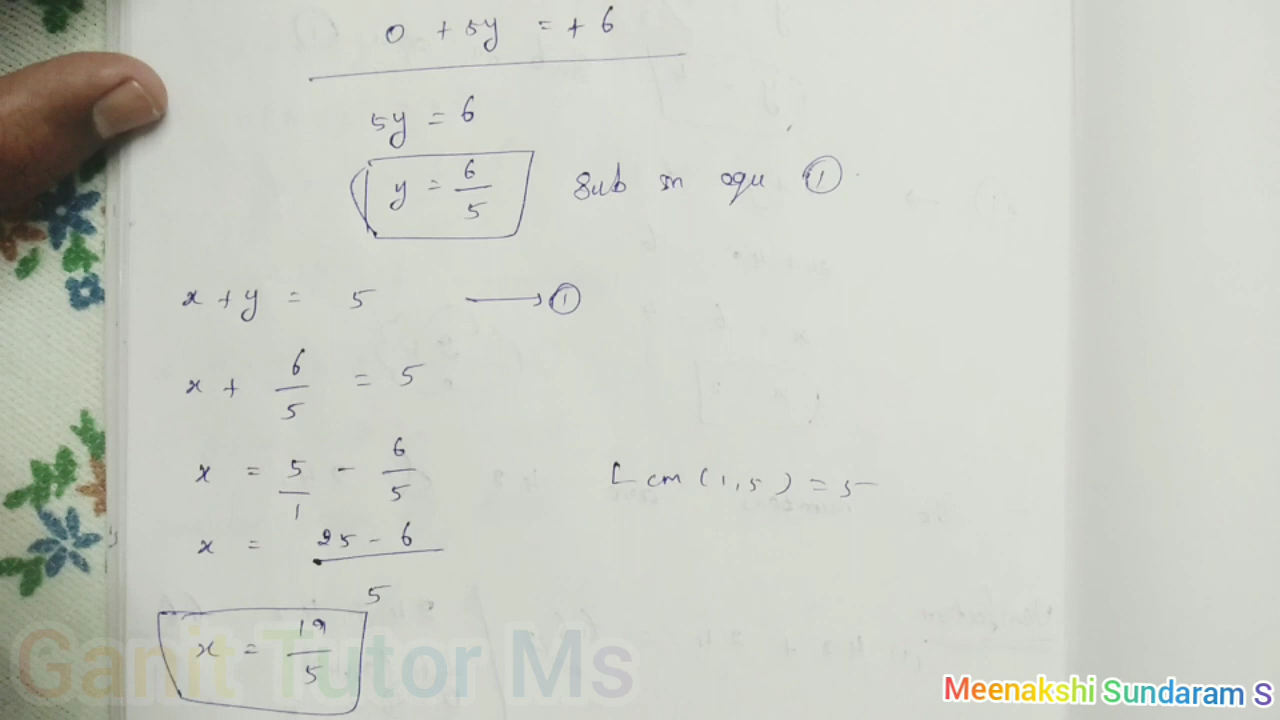 0 + 5y = + 6
5y = 6
y = 6/5 Sub in equ ①
x + y = 5 → ①
x + 6/5 = 5
x = 5/1 - 6/5 Lcm (1,5) = 5
x = 25 - 6 / 5
x = 19/5
Ganit Tutor Ms
Meenakshi Sundaram S